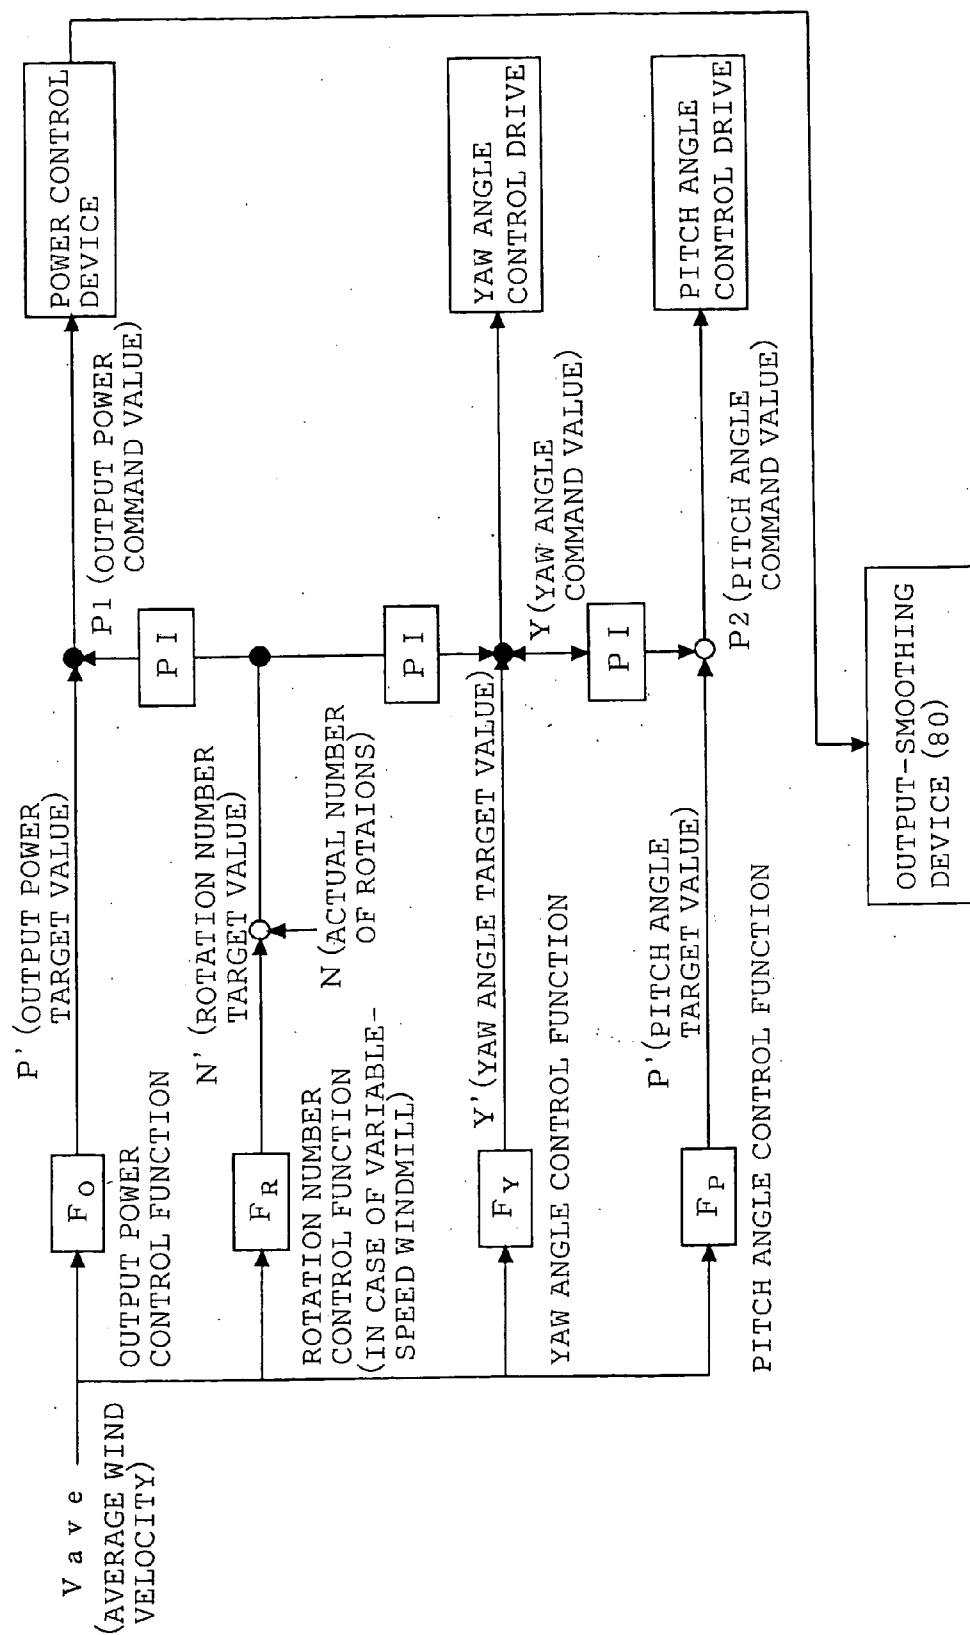 Vave
(AVERAGE WIND
VELOCITY)
FO
OUTPUT POWER
CONTROL FUNCTION
P' (OUTPUT POWER
TARGET VALUE)
P1 (OUTPUT POWER
COMMAND VALUE)
POWER CONTROL
DEVICE
PI
FR
ROTATION NUMBER
CONTROL FUNCTION
(IN CASE OF VARIABLE-
SPEED WINDMILL)
N' (ROTATION NUMBER
TARGET VALUE)
N (ACTUAL NUMBER
OF ROTAIONS)
PI
FY
YAW ANGLE CONTROL FUNCTION
Y' (YAW ANGLE TARGET VALUE)
Y (YAW ANGLE
COMMAND VALUE)
YAW ANGLE
CONTROL DRIVE
PI
FP
PITCH ANGLE CONTROL FUNCTION
P' (PITCH ANGLE
TARGET VALUE)
P2 (PITCH ANGLE
COMMAND VALUE)
PITCH ANGLE
CONTROL DRIVE
OUTPUT-SMOOTHING
DEVICE (80)